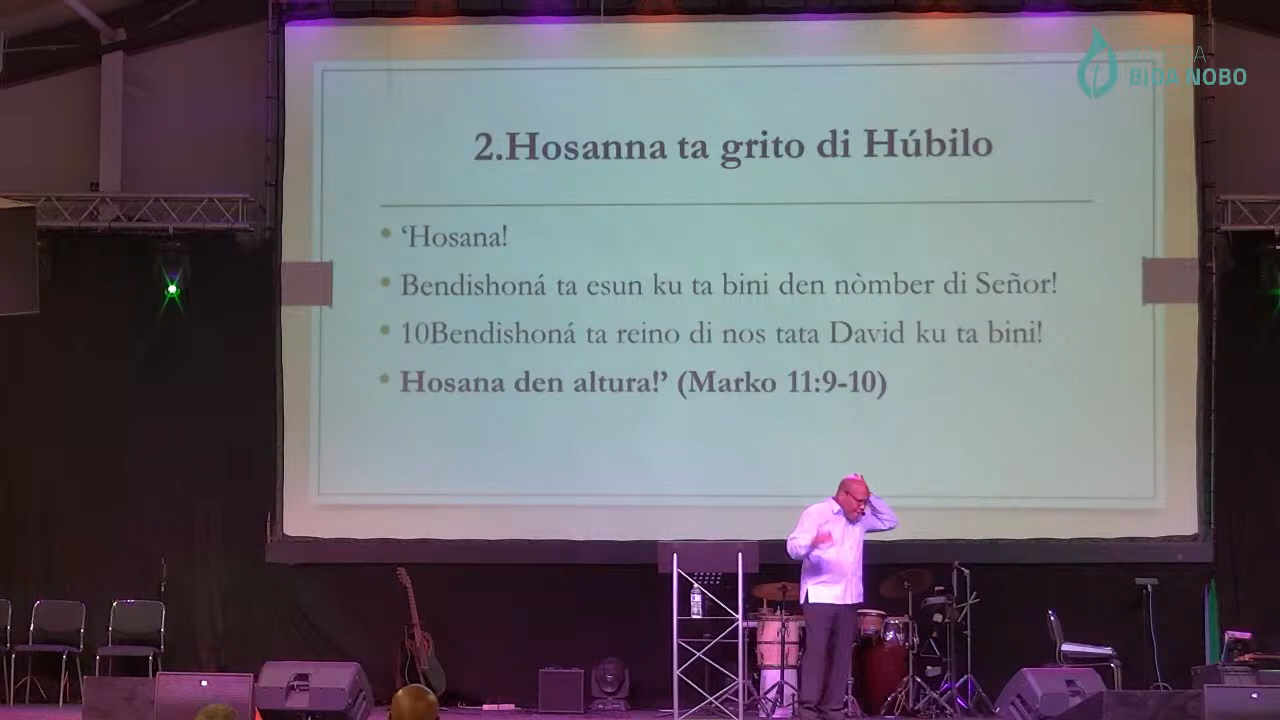 BIDA NOBO
2.Hosanna ta grito di Húbilo
‘Hosana!
Bendishoná ta esun ku ta bini den nòmber di Señor!
10Bendishoná ta reino di nos tata David ku ta bini!
Hosana den altura!’ (Marko 11:9-10)